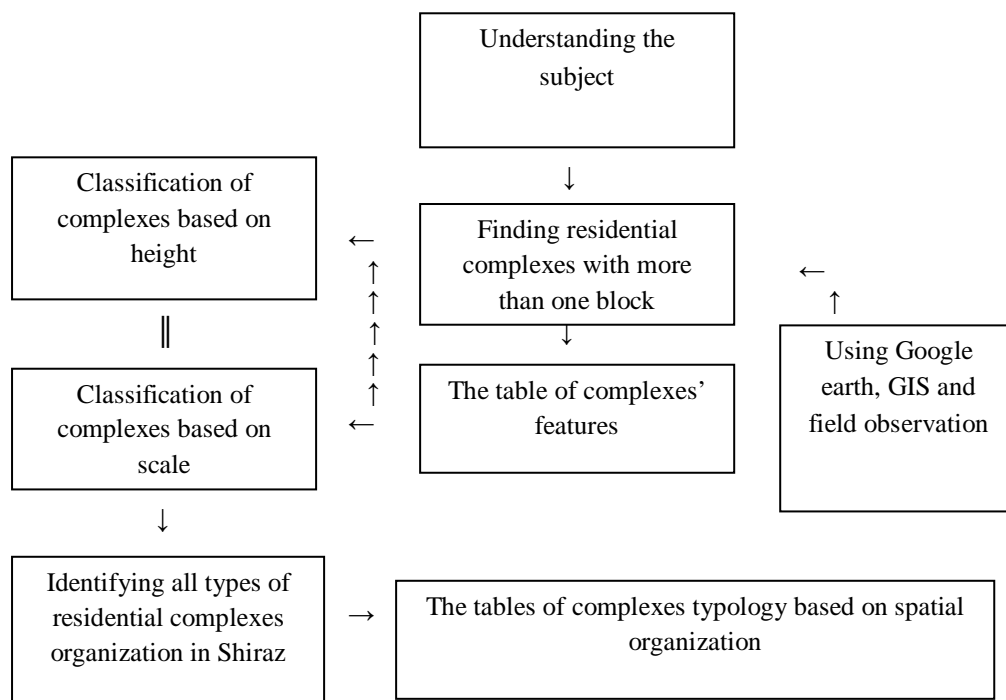 Understanding the
subject
↓
Classification of
complexes based on
height
Finding residential
complexes with more
than one block
←
←
↑
↑
↑
↑
↑
↑
‖
↓
Using Google
earth, GIS and
field observation
Classification of
complexes based on
scale
←
The table of complexes’
features
↓
Identifying all types of
residential complexes
organization in Shiraz
→
The tables of complexes typology based on spatial
organization